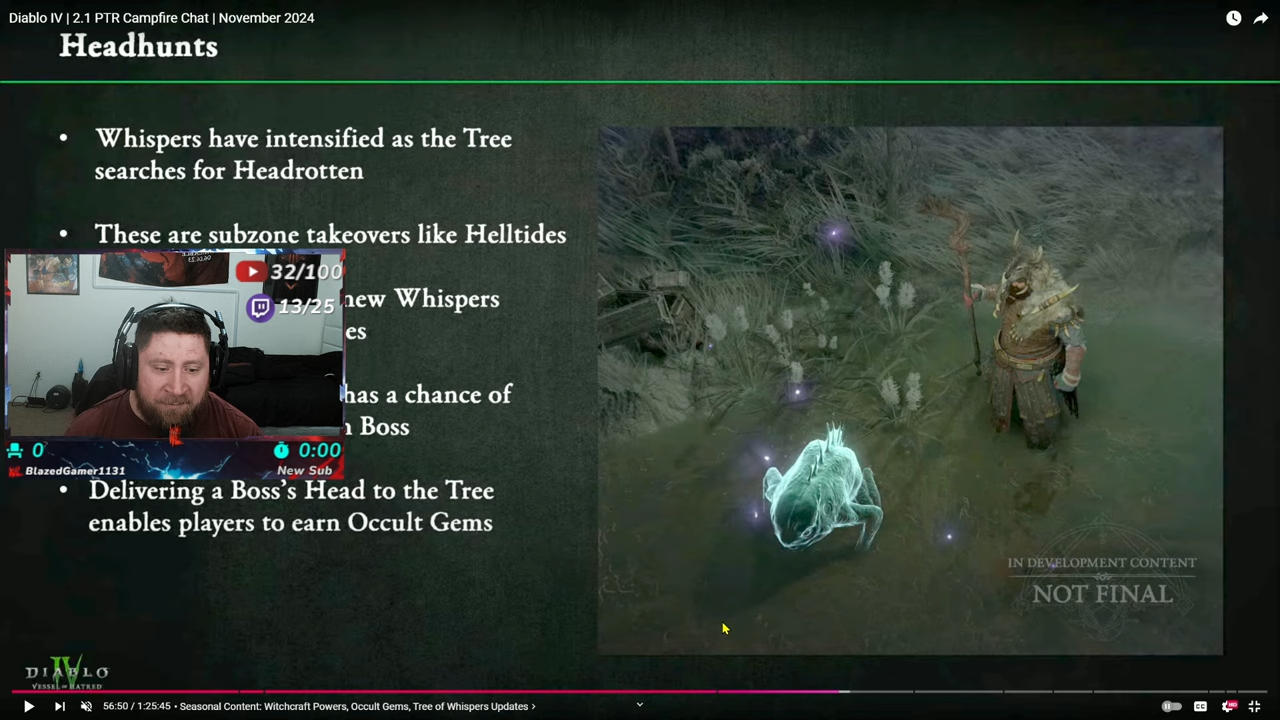 Diablo IV | 2.1 PTR Campfire Chat | November 2024
Headhunts
• Whispers have intensified as the Tree
searches for Headrotten
• These are subzone takeovers like Helltides
new Whispers
es
has a chance of
Boss
• Delivering a Boss's Head to the Tree
enables players to earn Occult Gems
32/100
13/25
0
0:00
BlazedGamer1131
New Sub
IN DEVELOPMENT CONTENT
NOT FINAL
DIABLO
IV
VESSEL OF HATRED
56:50 / 1:25:45 • Seasonal Content: Witchcraft Powers, Occult Gems, Tree of Whispers Updates >
CC
HD